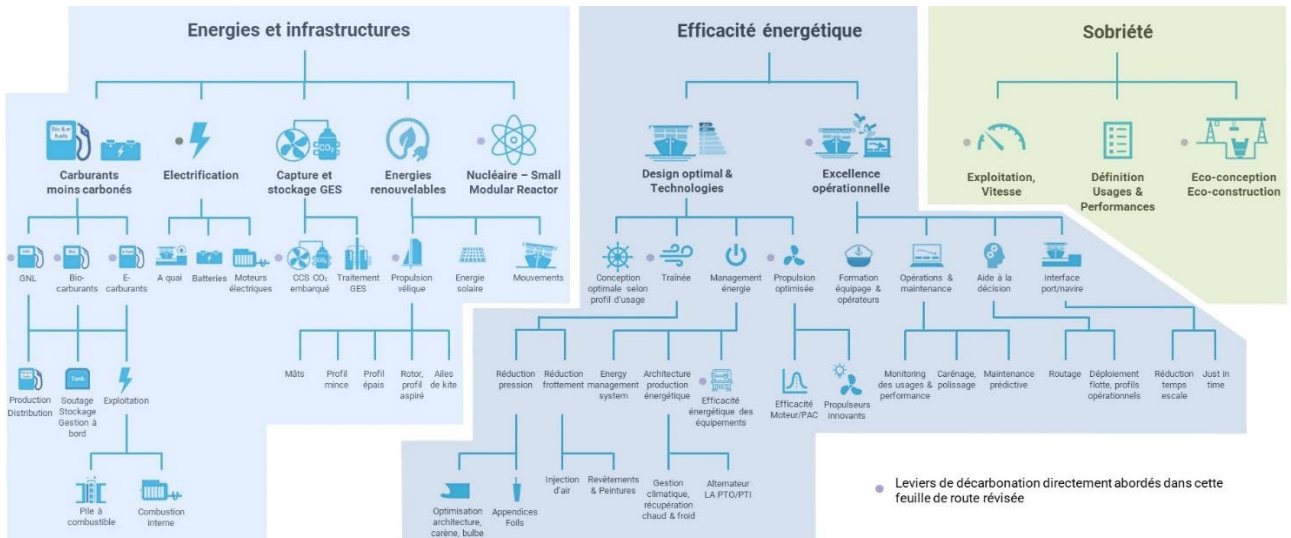 Energies et infrastructures
Efficacité énergétique
Sobriété
Bio & e
fuels
CO₂
Carburants
moins carbonés
Electrification
Capture et
stockage GES
Energies
renouvelables
Nucléaire – Small
Modular Reactor
Design optimal &
Technologies
Excellence
opérationnelle
Exploitation,
Vitesse
Définition
Usages &
Performances
Eco-conception
Eco-construction
GNL
Bio-
carburants
E-
carburants
A quai
Batteries
Moteurs
électriques
CCS CO₂
embarqué
Traitement
GES
Propulsion
vélique
Energie
solaire
Mouvements
Conception
optimale selon
profil d'usage
Trainée
Management
énergie
Propulsion
optimisée
Formation
équipage &
opérateurs
Opérations &
maintenance
Aide à la
décision
Interface
port/navire
Production
Distribution
Tank
Soutage
Stockage
Gestion à
bord
Exploitation
Mâts
Profil
mince
Profil
épais
Rotor,
profil
aspiré
Ailes
de kite
Réduction
pression
Réduction
frottement
Energy
management
system
Architecture
production
énergétique
Efficacité
énergétique des
équipements
Efficacité
Moteur/PAC
Propulseurs
innovants
Monitoring
des usages &
performance
Carénage,
polissage
Maintenance
prédictive
Routage
Déploiement
flotte, profils
opérationnels
Réduction
temps
escale
Just in
time
Pile à
combustible
Combustion
interne
Optimisation
architecture,
carène, bulbe
Appendices
Foils
Injection
d'air
Revêtements
& Peintures
Gestion
climatique,
récupération
chaud & froid
Alternateur
LA PTO/PTI
Leviers de décarbonation directement abordés dans cette
feuille de route révisée